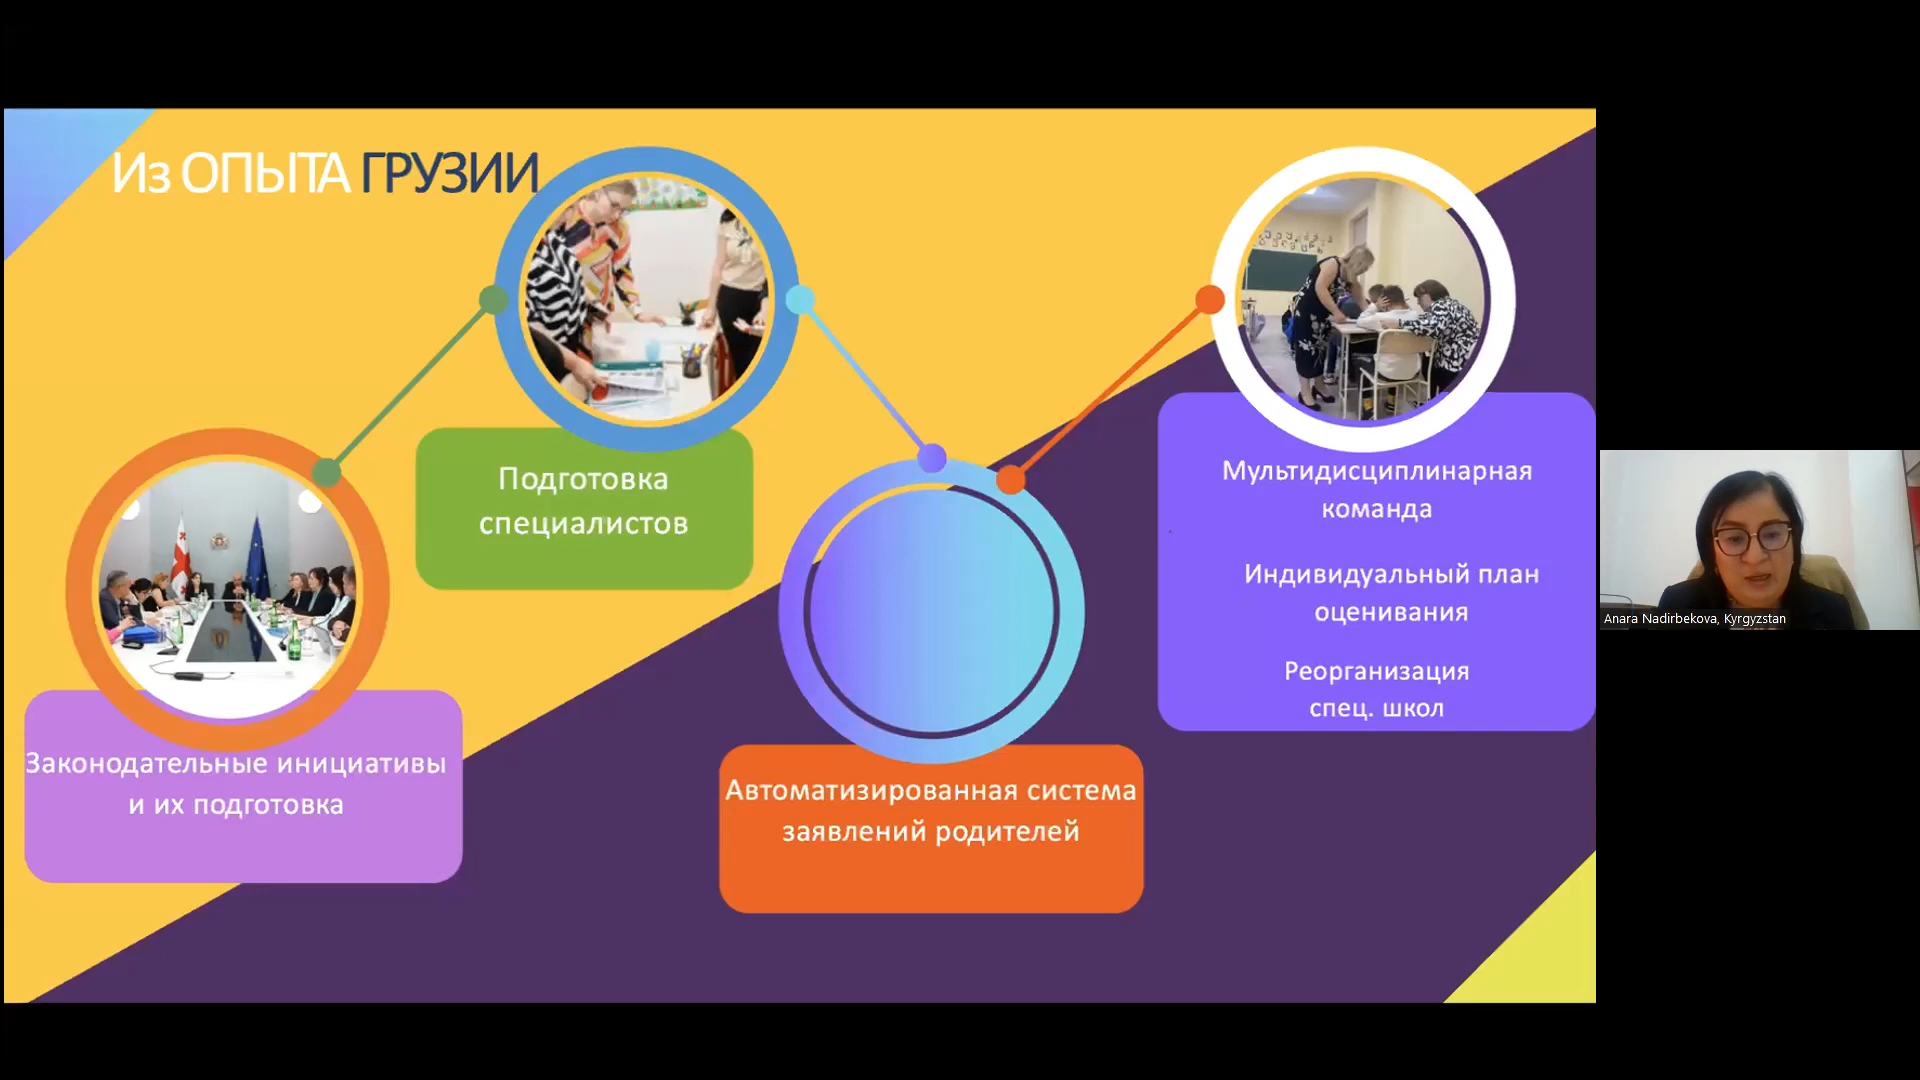 Из ОПЫТА ГРУЗИИ
Законодательные инициативы
и их подготовка
Подготовка
специалистов
Автоматизированная система
заявлений родителей
Мультидисциплинарная
команда
Индивидуальный план
оценивания
Реорганизация
спец. школ
Anara Nadirbekova, Kyrgyzstan